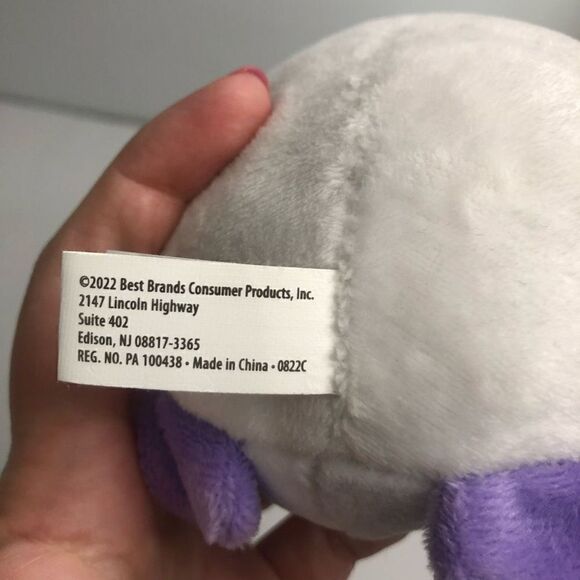 ©2022 Best Brands Consumer Products, Inc.
2147 Lincoln Highway
Suite 402
Edison, NJ 08817-3365
REG. NO. PA 100438 • Made in China • 0822C